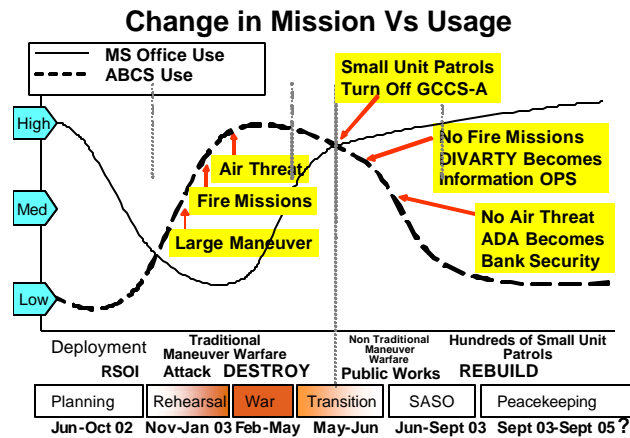 Change in Mission Vs Usage
MS Office Use
ABCS Use
High
Med
Low
Small Unit Patrols
Turn Off GCCS-A
Air Threat
Fire Missions
Large Maneuver
No Fire Missions
DIVARTY Becomes
Information OPS
No Air Threat
ADA Becomes
Bank Security
Deployment
RSOI
Traditional
Maneuver Warfare
Attack DESTROY
Non Traditional
Maneuver
Warfare
Public Works
Hundreds of Small Unit
Patrols
REBUILD
Planning
Rehearsal
War
Transition
SASO
Peacekeeping
Jun-Oct 02
Nov-Jan 03
Feb-May
May-Jun
Jun-Sept 03
Sept 03-Sept 05 ?